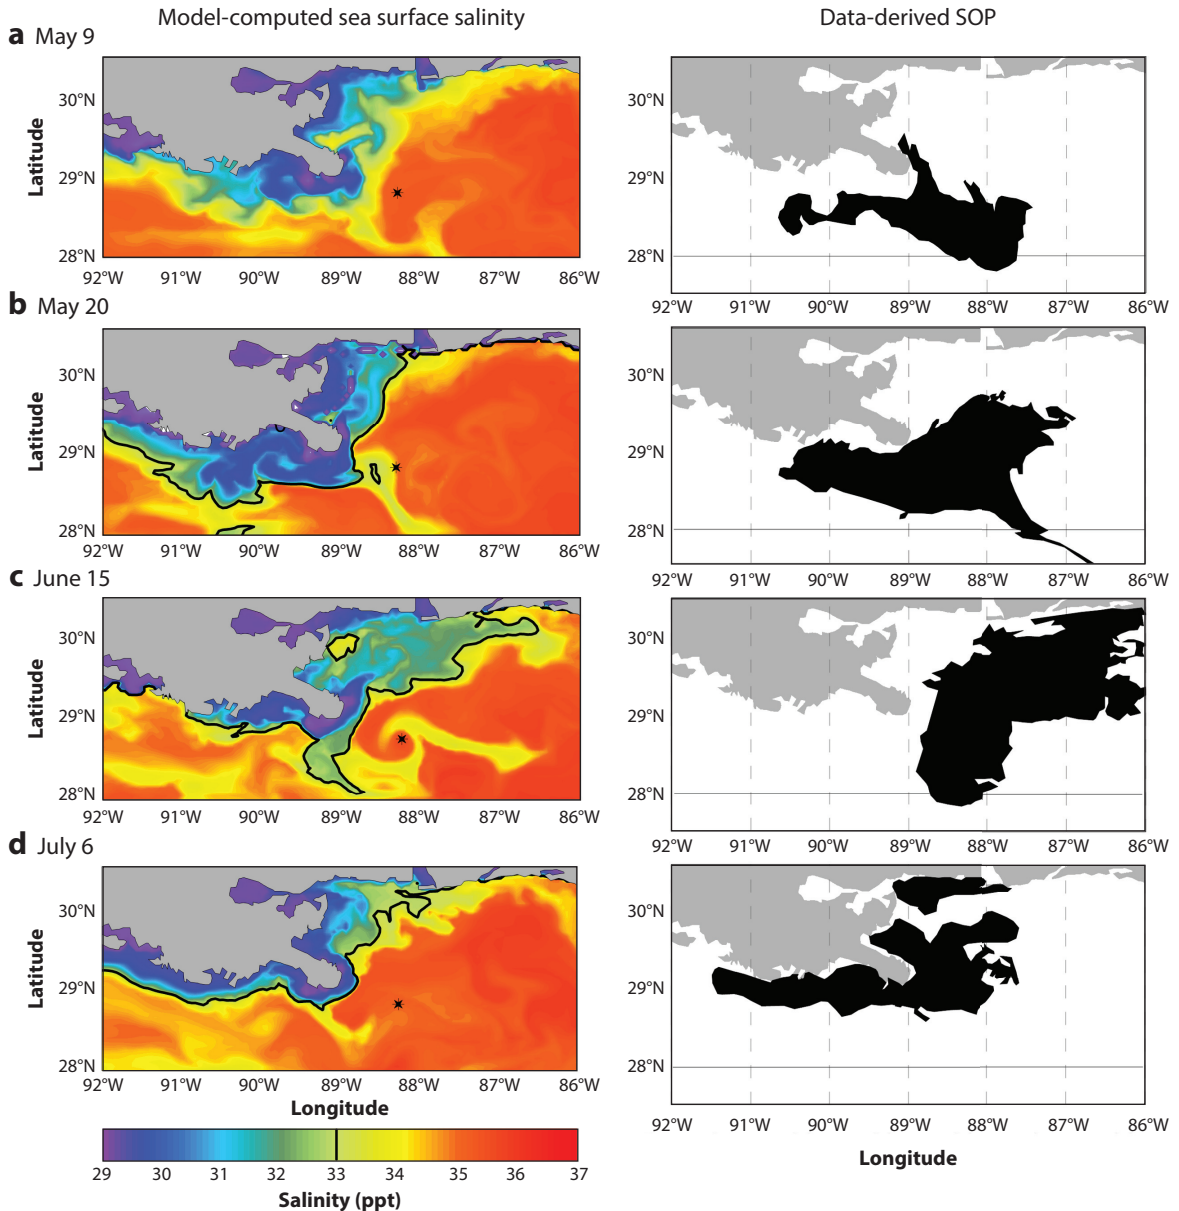 Model-computed sea surface salinity
Data-derived SOP
a May 9
Latitude
30°N
29°N
28°N
92°W 91°W 90°W 89°W 88°W 87°W 86°W
30°N
29°N
28°N
92°W 91°W 90°W 89°W 88°W 87°W 86°W
b May 20
Latitude
30°N
29°N
28°N
92°W 91°W 90°W 89°W 88°W 87°W 86°W
30°N
29°N
28°N
92°W 91°W 90°W 89°W 88°W 87°W 86°W
c June 15
Latitude
30°N
29°N
28°N
92°W 91°W 90°W 89°W 88°W 87°W 86°W
30°N
29°N
28°N
92°W 91°W 90°W 89°W 88°W 87°W 86°W
d July 6
Latitude
30°N
29°N
28°N
92°W 91°W 90°W 89°W 88°W 87°W 86°W
Longitude
30°N
29°N
28°N
92°W 91°W 90°W 89°W 88°W 87°W 86°W
Longitude
29 30 31 32 33 34 35 36 37
Salinity (ppt)